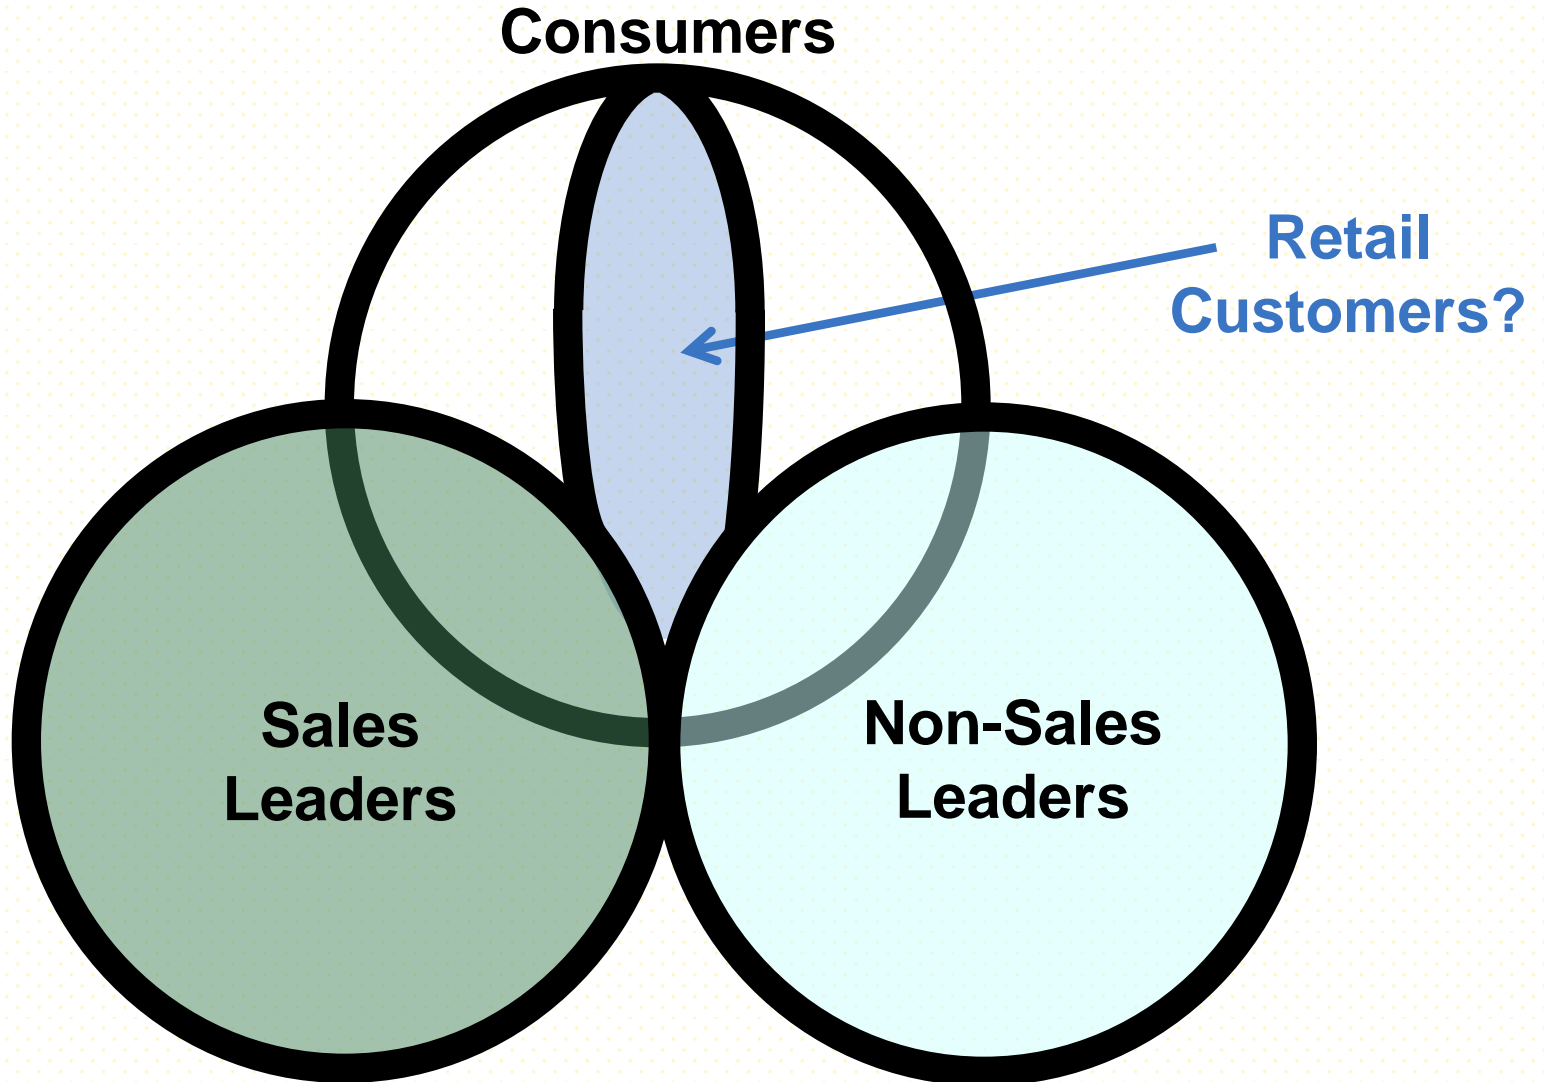 Consumers
Retail
Customers?
Sales
Leaders
Non-Sales
Leaders